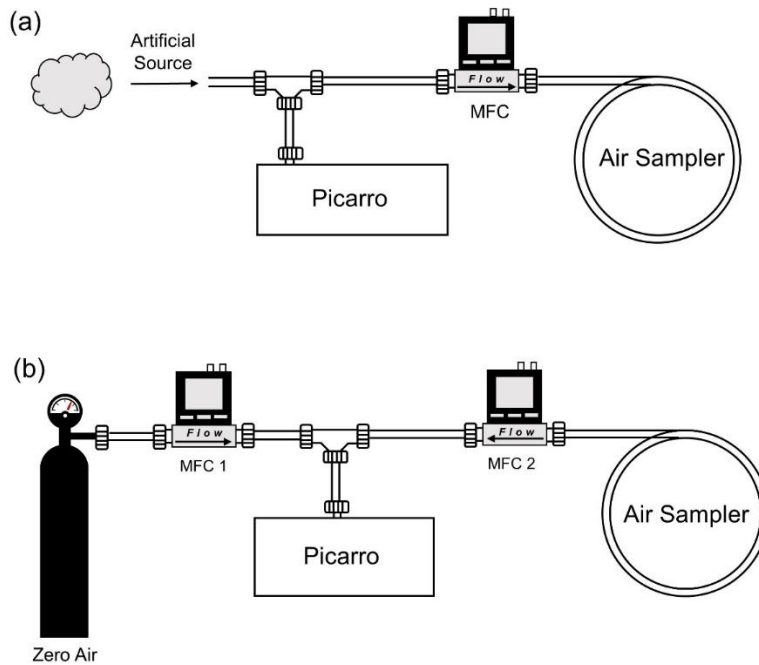 (a)
Artificial
Source
Flow
MFC
Picarro
Air Sampler
(b)
Flow
MFC 1
Flow
MFC 2
Picarro
Air Sampler
Zero Air